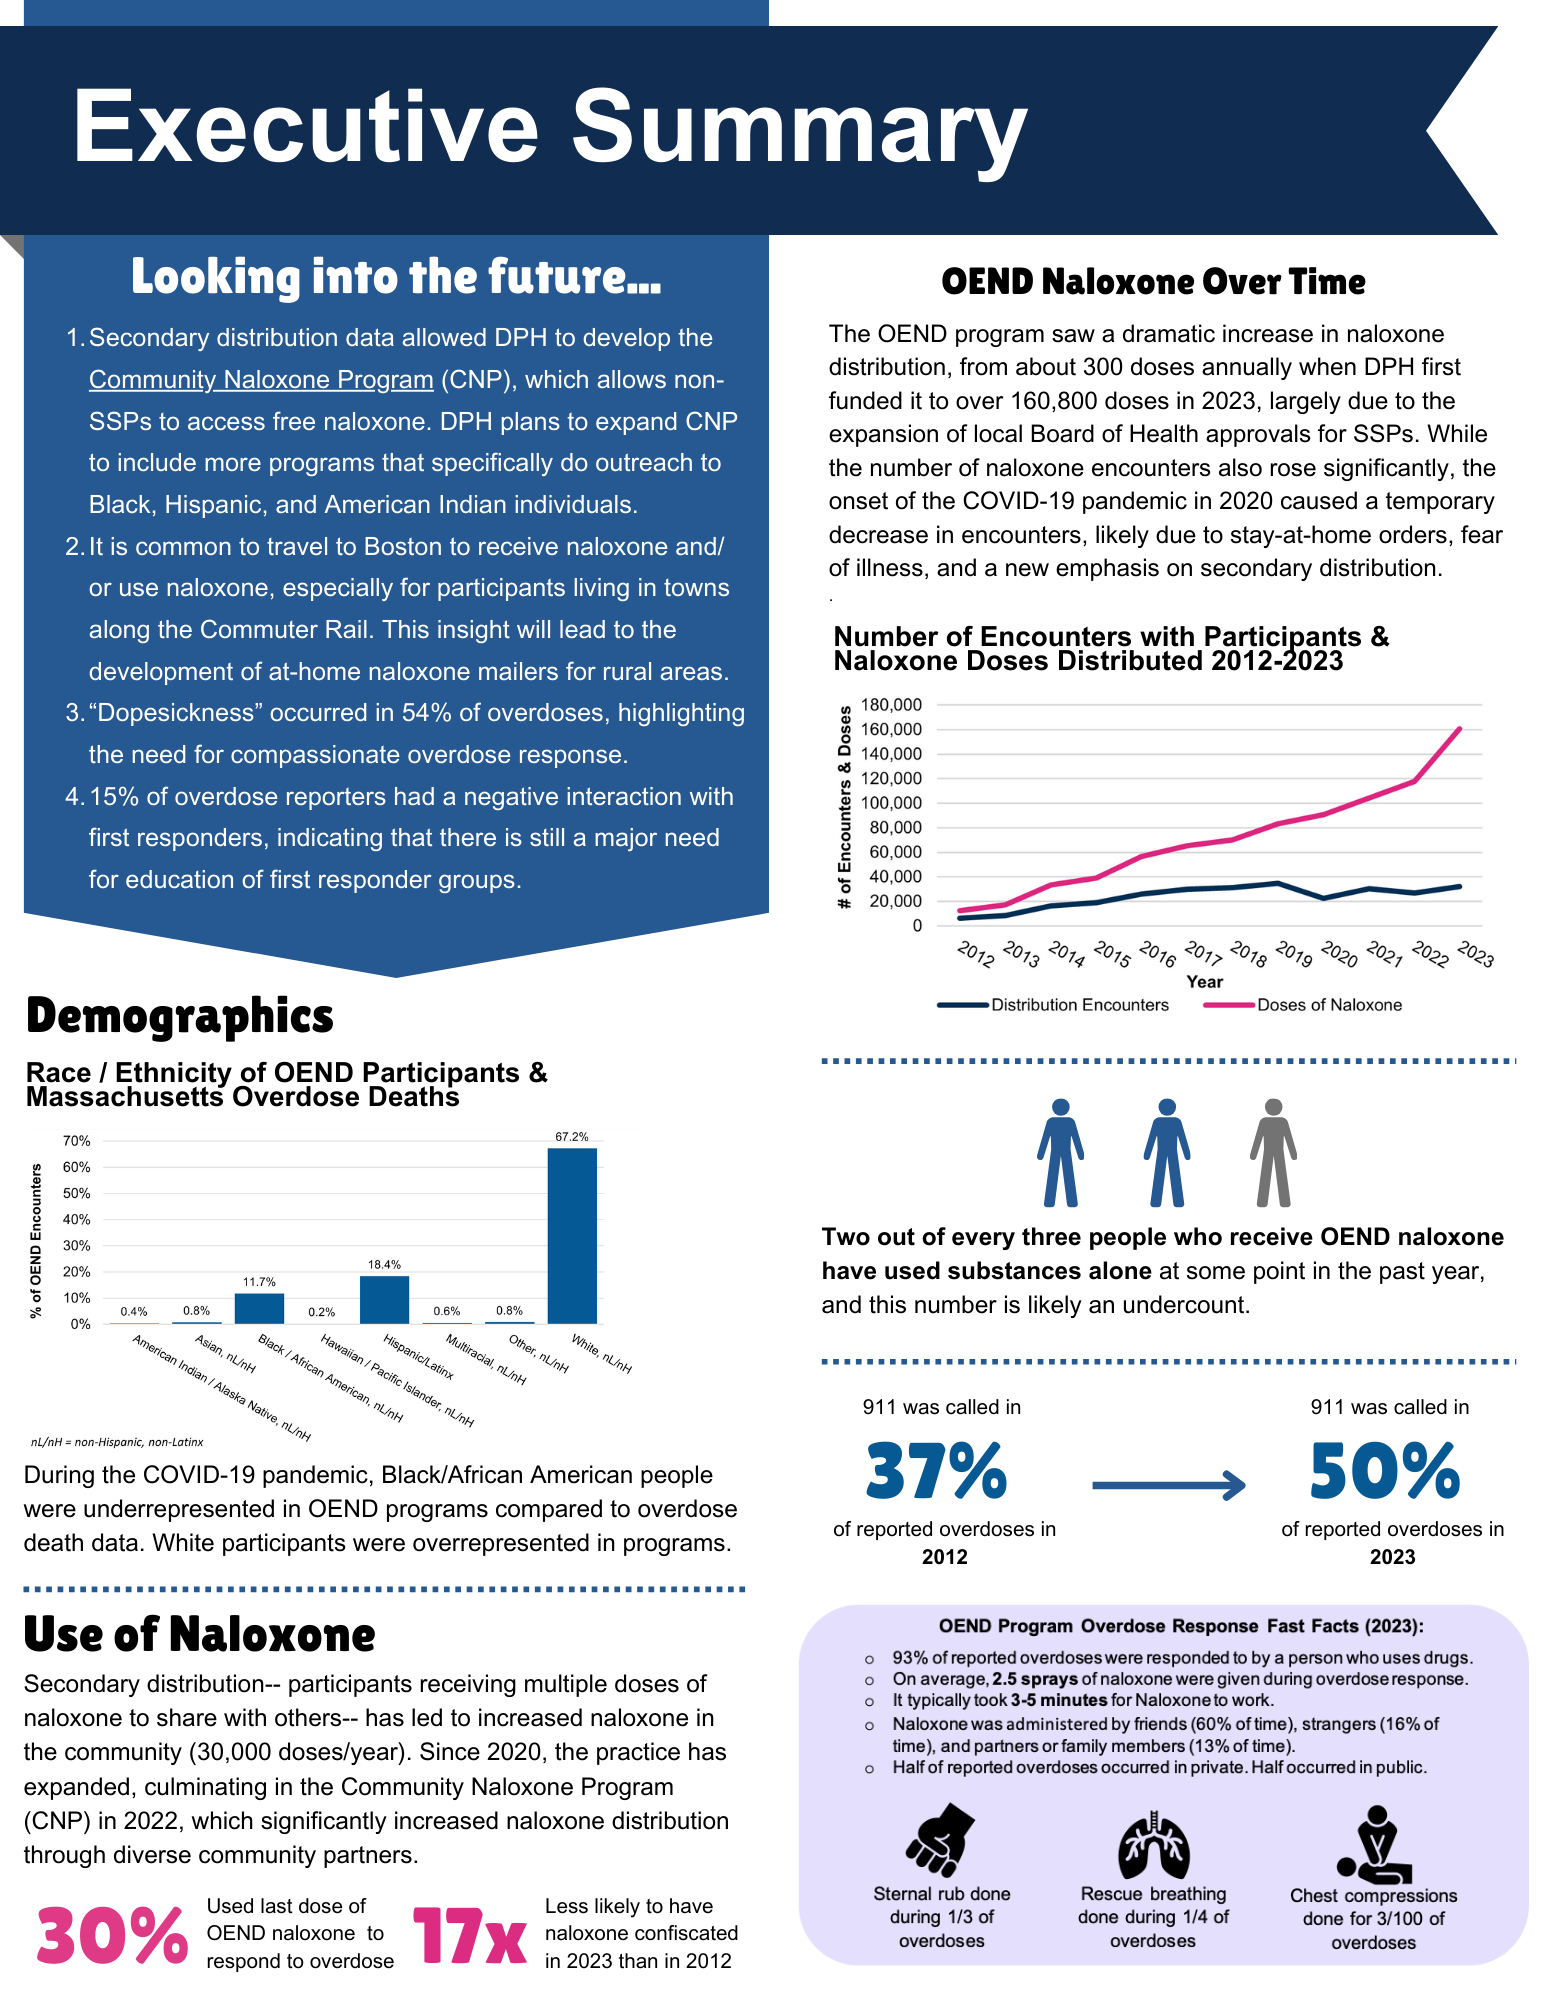 Executive Summary
Looking into the future...
1. Secondary distribution data allowed DPH to develop the
Community Naloxone Program (CNP), which allows non-
SSPs to access free naloxone. DPH plans to expand CNP
to include more programs that specifically do outreach to
Black, Hispanic, and American Indian individuals.
2. It is common to travel to Boston to receive naloxone and/
or use naloxone, especially for participants living in towns
along the Commuter Rail. This insight will lead to the
development of at-home naloxone mailers for rural areas.
3. “Dopesickness” occurred in 54% of overdoses, highlighting
the need for compassionate overdose response.
4. 15% of overdose reporters had a negative interaction with
first responders, indicating that there is still a major need
for education of first responder groups.
Demographics
Race / Ethnicity of OEND Participants &
Massachusetts Overdose Deaths
% of OEND Encounters
70%
60%
50%
40%
30%
20%
10%
0%
0.4%
0.8%
11.7%
0.2%
18.4%
0.6%
0.8%
67.2%
American Indian / Alaska Native, nL/nH
Asian, nL/nH
Black / African American, nL/nH
Hawaiian / Pacific Islander, nL/nH
Hispanic/Latinx
Multiracial, nL/nH
Other, nL/nH
White, nL/nH
nL/nH = non-Hispanic, non-Latinx
During the COVID-19 pandemic, Black/African American people
were underrepresented in OEND programs compared to overdose
death data. White participants were overrepresented in programs.
Use of Naloxone
Secondary distribution-- participants receiving multiple doses of
naloxone to share with others-- has led to increased naloxone in
the community (30,000 doses/year). Since 2020, the practice has
expanded, culminating in the Community Naloxone Program
(CNP) in 2022, which significantly increased naloxone distribution
through diverse community partners.
30%
Used last dose of
OEND naloxone to
respond to overdose
17x
Less likely to have
naloxone confiscated
in 2023 than in 2012
OEND Naloxone Over Time
The OEND program saw a dramatic increase in naloxone
distribution, from about 300 doses annually when DPH first
funded it to over 160,800 doses in 2023, largely due to the
expansion of local Board of Health approvals for SSPs. While
the number of naloxone encounters also rose significantly, the
onset of the COVID-19 pandemic in 2020 caused a temporary
decrease in encounters, likely due to stay-at-home orders, fear
of illness, and a new emphasis on secondary distribution.
.
Number of Encounters with Participants &
Naloxone Doses Distributed 2012-2023
# of Encounters & Doses
180,000
160,000
140,000
120,000
100,000
80,000
60,000
40,000
20,000
0
2012 2013 2014 2015 2016 2017 2018 2019 2020 2021 2022 2023
Year
Distribution Encounters Doses of Naloxone
Two out of every three people who receive OEND naloxone
have used substances alone at some point in the past year,
and this number is likely an undercount.
911 was called in
37%
of reported overdoses in
2012
911 was called in
50%
of reported overdoses in
2023
OEND Program Overdose Response Fast Facts (2023):
o 93% of reported overdoses were responded to by a person who uses drugs.
o On average, 2.5 sprays of naloxone were given during overdose response.
o It typically took 3-5 minutes for Naloxone to work.
o Naloxone was administered by friends (60% of time), strangers (16% of
time), and partners or family members (13% of time).
o Half of reported overdoses occurred in private. Half occurred in public.
Sternal rub done
during 1/3 of
overdoses
Rescue breathing
done during 1/4 of
overdoses
Chest compressions
done for 3/100 of
overdoses